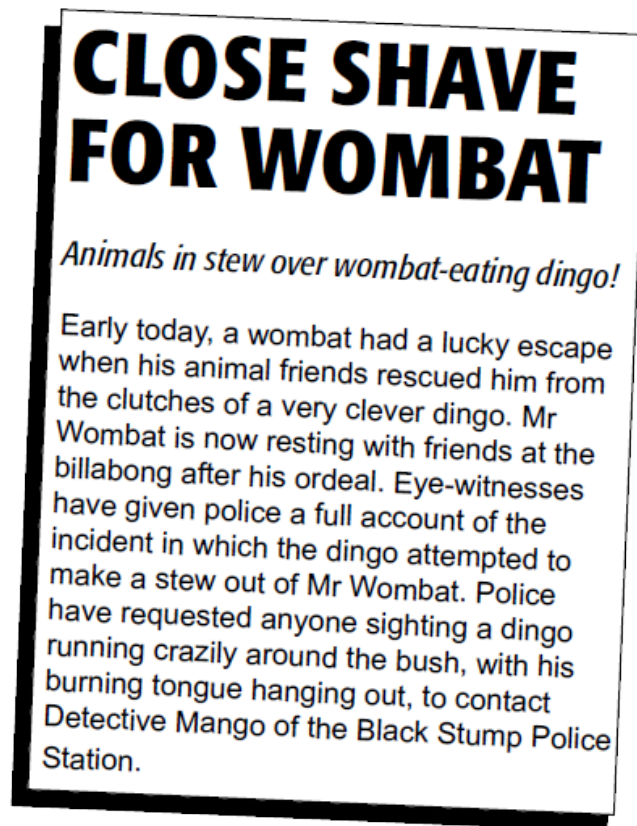 CLOSE SHAVE
FOR WOMBAT
Animals in stew over wombat-eating dingo!
Early today, a wombat had a lucky escape
when his animal friends rescued him from
the clutches of a very clever dingo. Mr
Wombat is now resting with friends at the
billabong after his ordeal. Eye-witnesses
have given police a full account of the
incident in which the dingo attempted to
make a stew out of Mr Wombat. Police
have requested anyone sighting a dingo
running crazily around the bush, with his
burning tongue hanging out, to contact
Detective Mango of the Black Stump Police
Station.